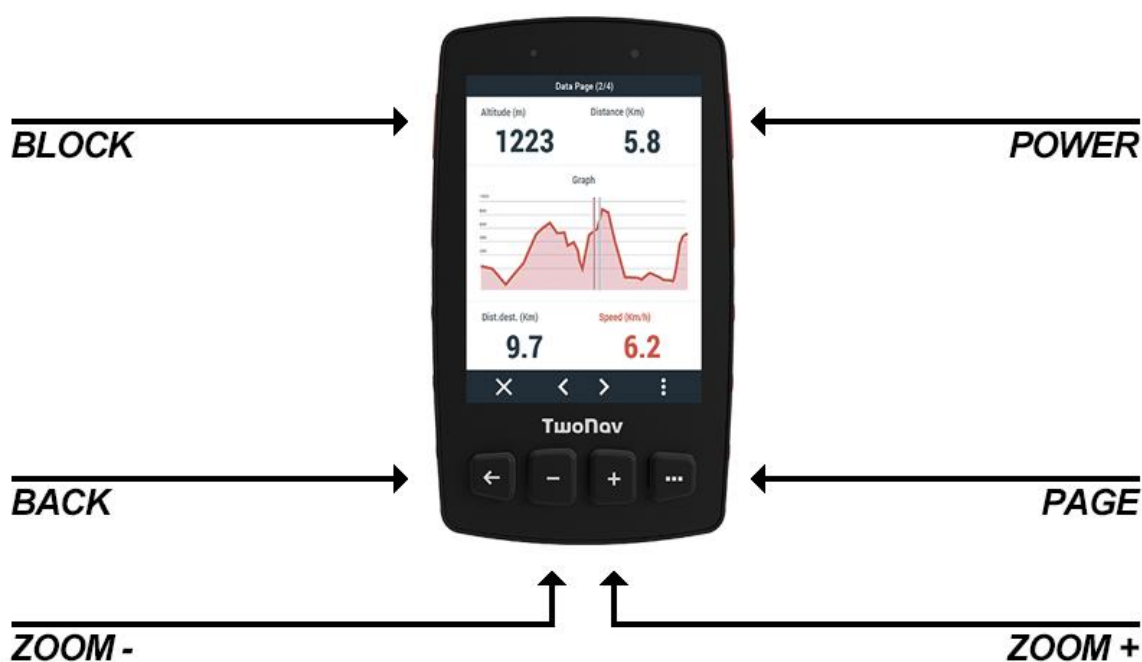 Data Page (2/4)
Altitude (m) Distance (Km)
1223 5.8
BLOCK POWER
Graph
Dist.dest. (Km) Speed (Km/h)
9.7 6.2
TwoNav
BACK PAGE
ZOOM - ZOOM +